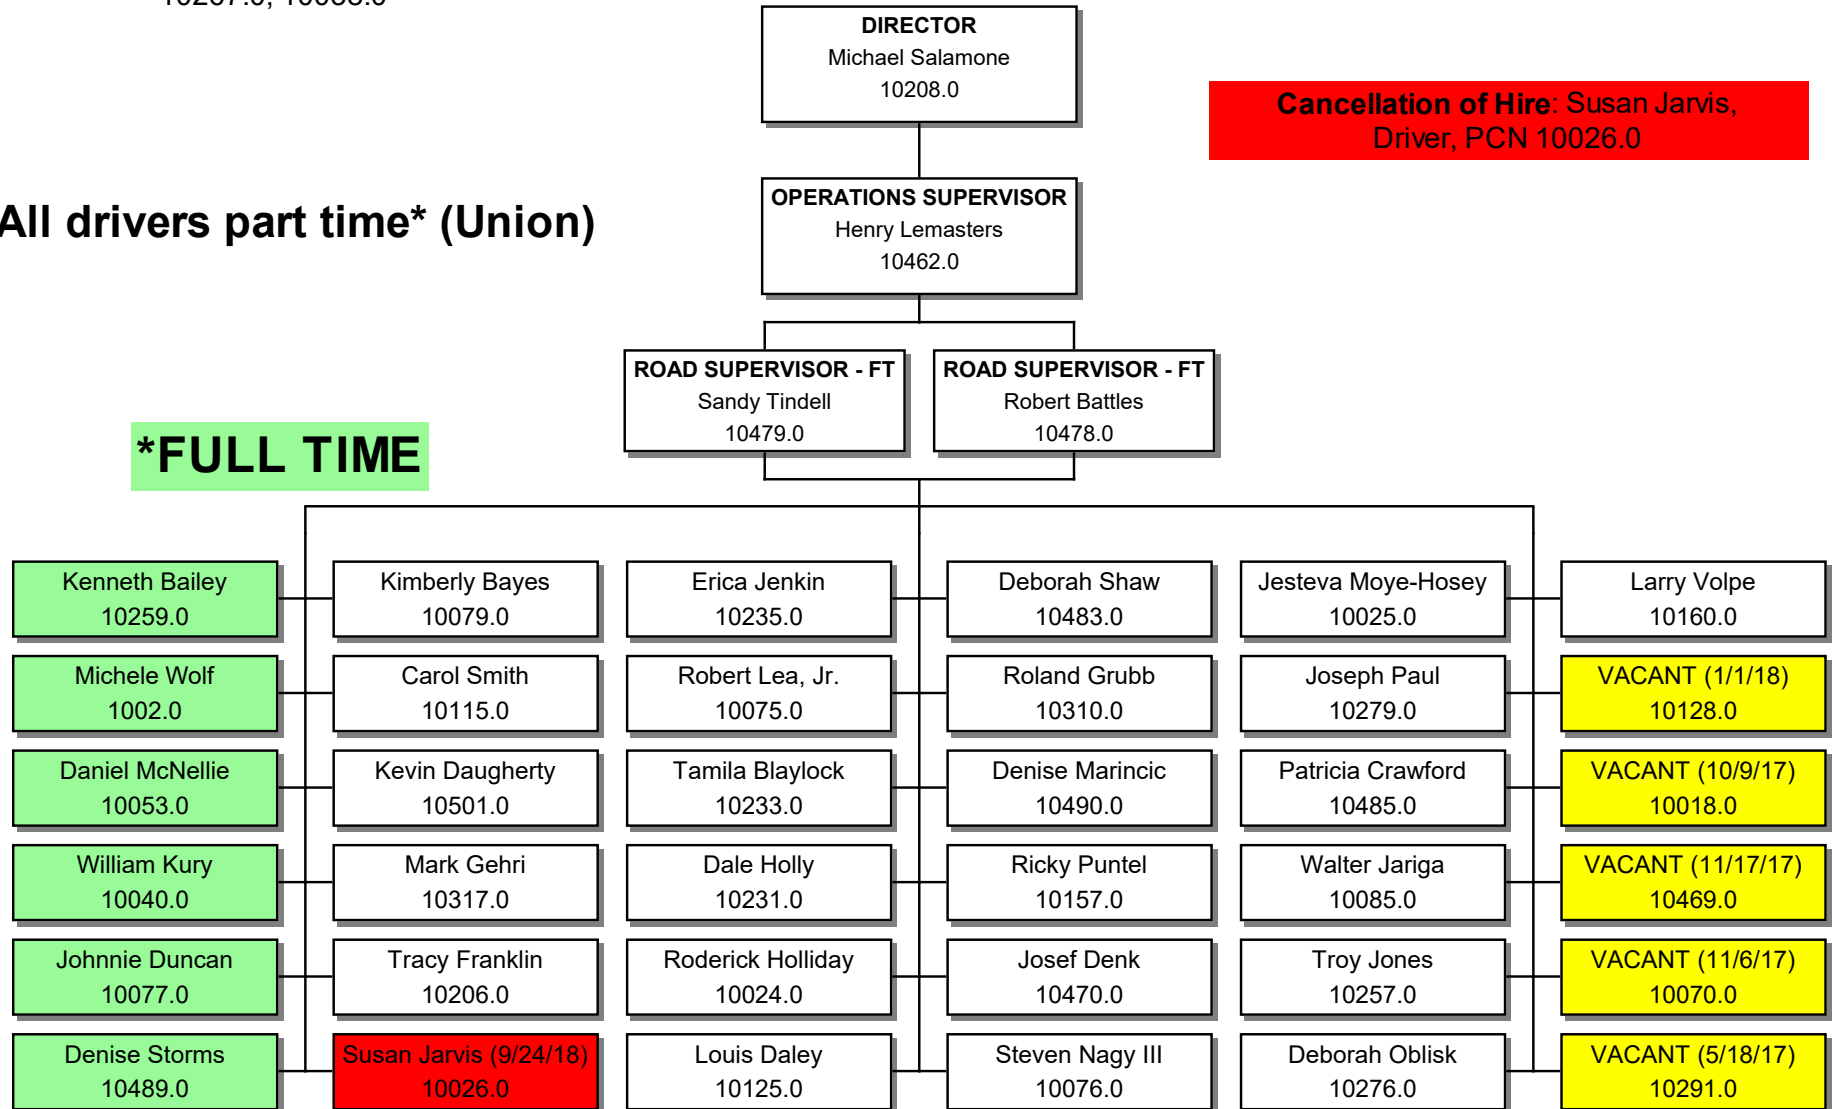 DIRECTOR
Michael Salamone
10208.0
Cancellation of Hire: Susan Jarvis,
Driver, PCN 10026.0
OPERATIONS SUPERVISOR
Henry Lemasters
10462.0
All drivers part time* (Union)
ROAD SUPERVISOR - FT
Sandy Tindell
10479.0
ROAD SUPERVISOR - FT
Robert Battles
10478.0
*FULL TIME
Kenneth Bailey
10259.0
Kimberly Bayes
10079.0
Erica Jenkin
10235.0
Deborah Shaw
10483.0
Jesteva Moye-Hosey
10025.0
Larry Volpe
10160.0
Michele Wolf
1002.0
Carol Smith
10115.0
Robert Lea, Jr.
10075.0
Roland Grubb
10310.0
Joseph Paul
10279.0
VACANT (1/1/18)
10128.0
Daniel McNellie
10053.0
Kevin Daugherty
10501.0
Tamila Blaylock
10233.0
Denise Marincic
10490.0
Patricia Crawford
10485.0
VACANT (10/9/17)
10018.0
William Kury
10040.0
Mark Gehri
10317.0
Dale Holly
10231.0
Ricky Puntel
10157.0
Walter Jariga
10085.0
VACANT (11/17/17)
10469.0
Johnnie Duncan
10077.0
Tracy Franklin
10206.0
Roderick Holliday
10024.0
Josef Denk
10470.0
Troy Jones
10257.0
VACANT (11/6/17)
10070.0
Denise Storms
10489.0
Susan Jarvis (9/24/18)
10026.0
Louis Daley
10125.0
Steven Nagy III
10076.0
Deborah Oblisk
10276.0
VACANT (5/18/17)
10291.0